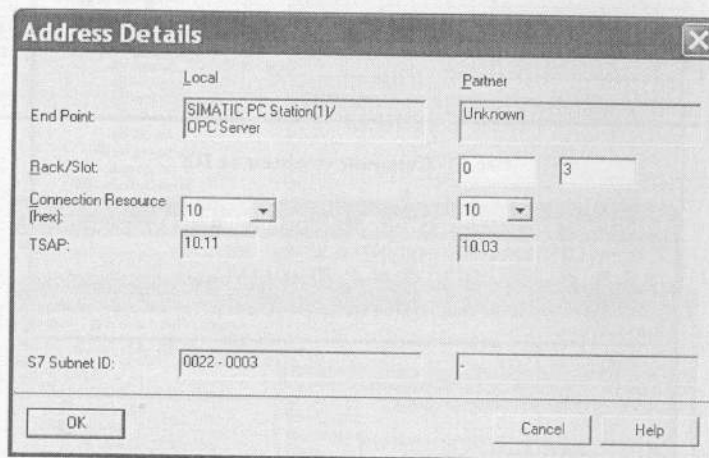 Address Details
Local Partner
End Point: SIMATIC PC Station(1)/ Unknown
OPC Server
Rack/Slot: 0 3
Connection Resource 10 10
(hex):
TSAP: 10.11 10.03
S7 Subnet ID: 0022 - 0003 -
OK Cancel Help